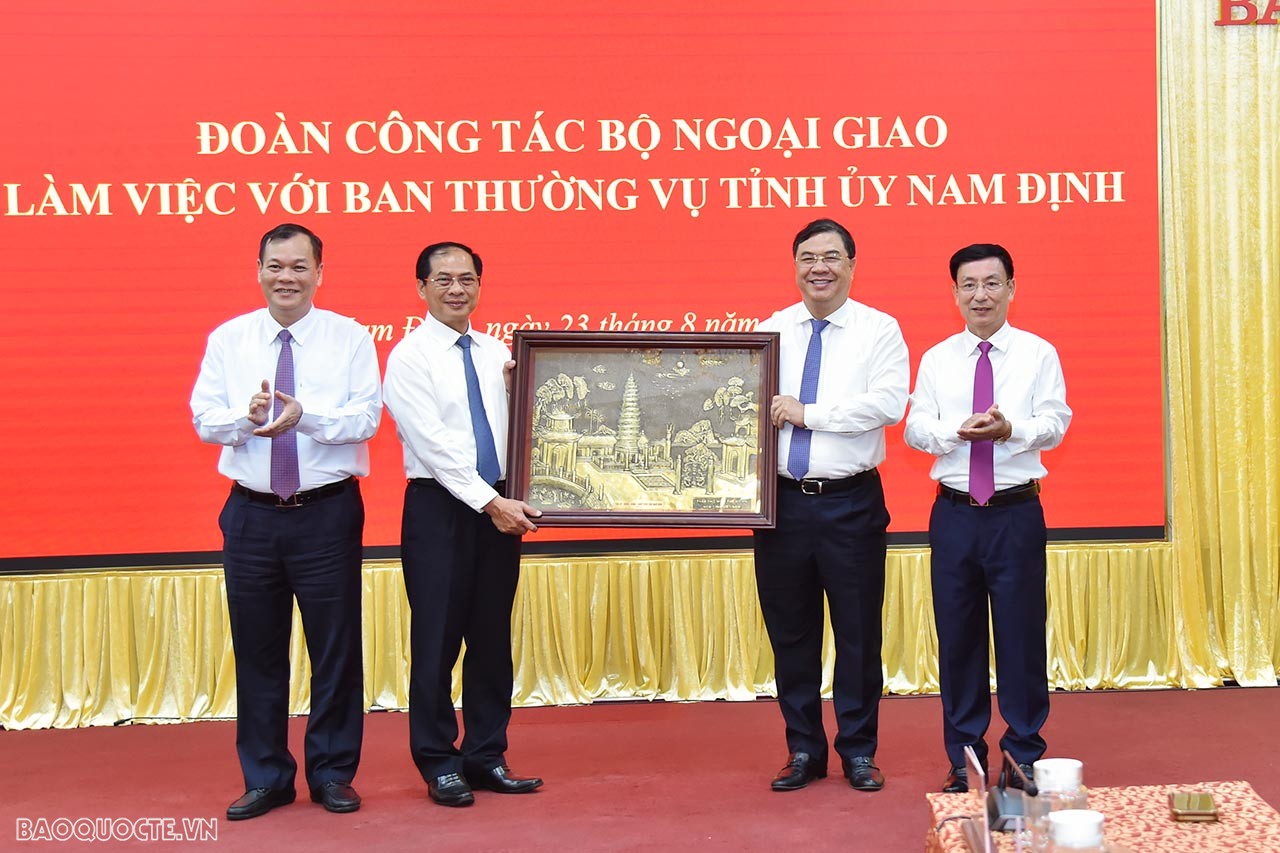 BA
ĐOÀN CÔNG TÁC BỘ NGOẠI GIAO
LÀM VIỆC VỚI BAN THƯỜNG VỤ TỈNH ỦY NAM ĐỊNH
ngày 23 tháng 8 năm
BAOQUOCTE.VN